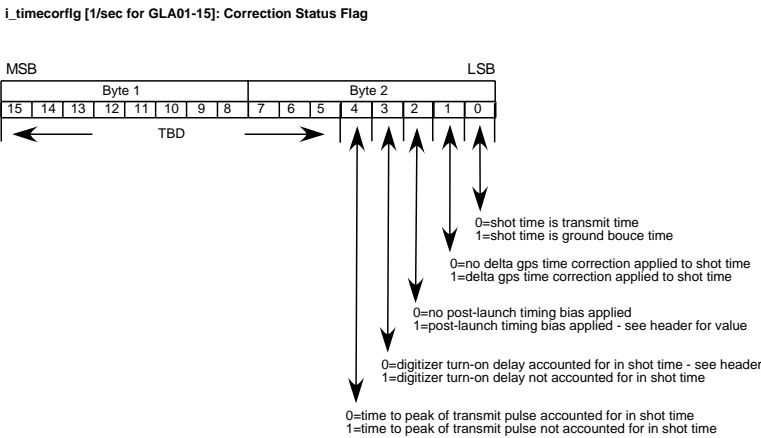 i_timecorflg [1/sec for GLA01-15]: Correction Status Flag
MSB LSB
Byte 1 Byte 2
15 14 13 12 11 10 9 8 7 6 5 4 3 2 1 0
TBD
0=shot time is transmit time
1=shot time is ground bouce time
0=no delta gps time correction applied to shot time
1=delta gps time correction applied to shot time
0=no post-launch timing bias applied
1=post-launch timing bias applied - see header for value
0=digitizer turn-on delay accounted for in shot time - see header
1=digitizer turn-on delay not accounted for in shot time
0=time to peak of transmit pulse accounted for in shot time
1=time to peak of transmit pulse not accounted for in shot time